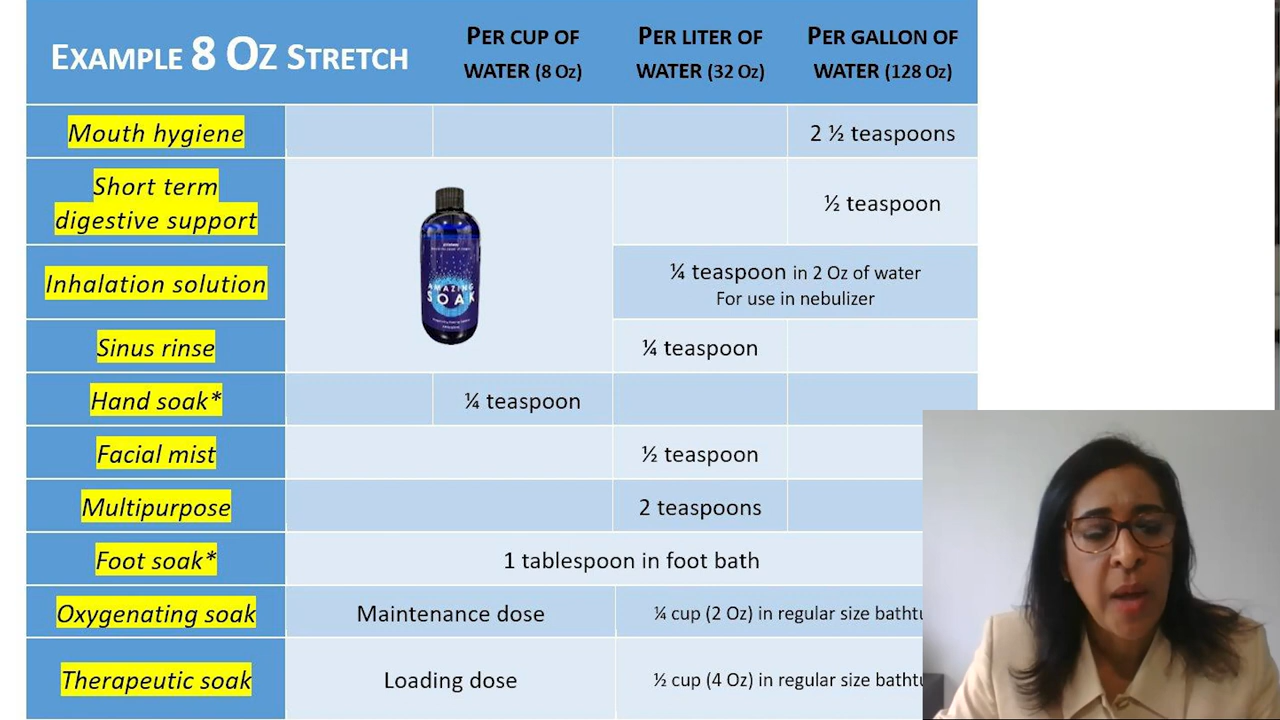 EXAMPLE 8 OZ STRETCH
PER CUP OF
WATER (8 OZ)
PER LITER OF
WATER (32 OZ)
PER GALLON OF
WATER (128 OZ)
Mouth hygiene
2 ½ teaspoons
Short term
digestive support
½ teaspoon
AMAZING
SOAK
Inhalation solution
¼ teaspoon in 2 Oz of water
For use in nebulizer
Sinus rinse
¼ teaspoon
Hand soak*
¼ teaspoon
Facial mist
½ teaspoon
Multipurpose
2 teaspoons
Foot soak*
1 tablespoon in foot bath
Oxygenating soak
Maintenance dose
¼ cup (2 Oz) in regular size bathtu
Therapeutic soak
Loading dose
½ cup (4 Oz) in regular size bathtu